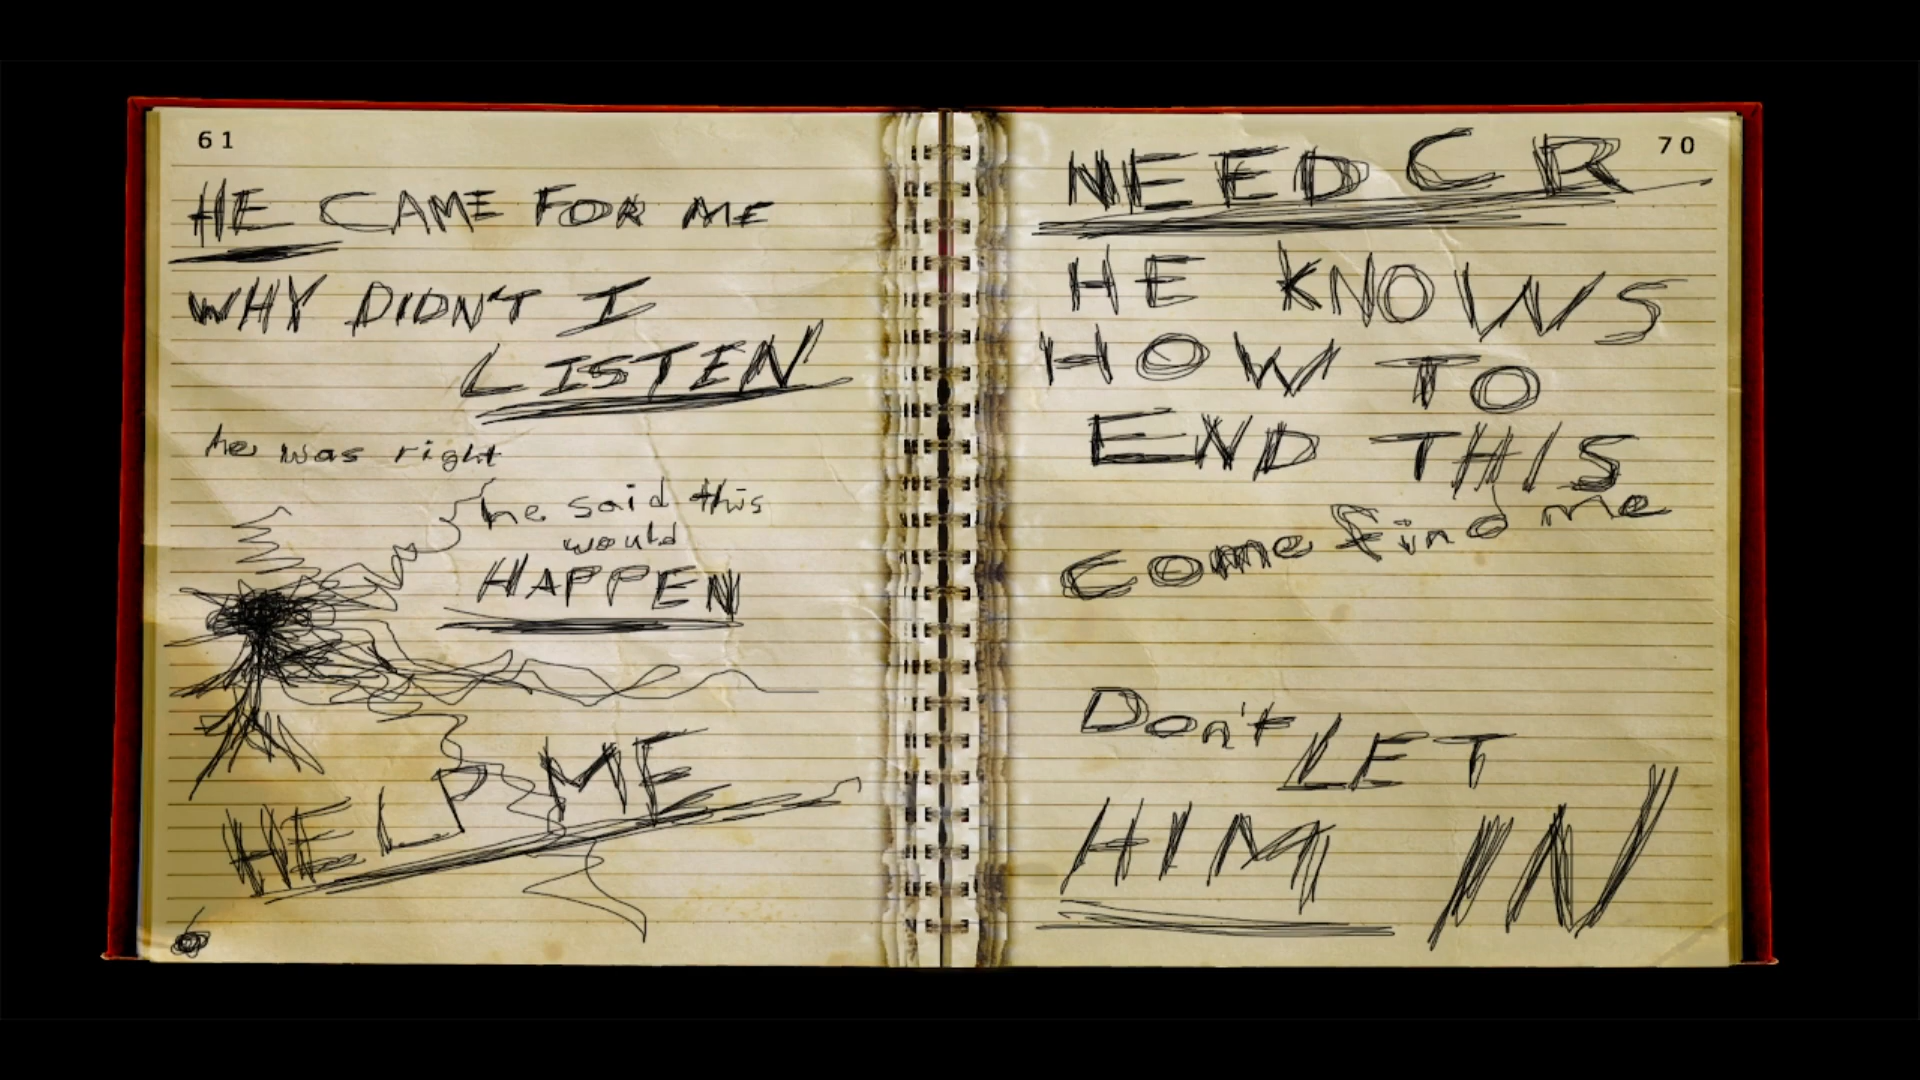 61
HE CAME FOR ME
WHY DIDN'T I
LISTEN
he was right
he said this
would
HAPPEN
HELP ME
70
NEED CR
HE KNOWS
HOW TO
END THIS
come find me
Don't LET
HIM IN